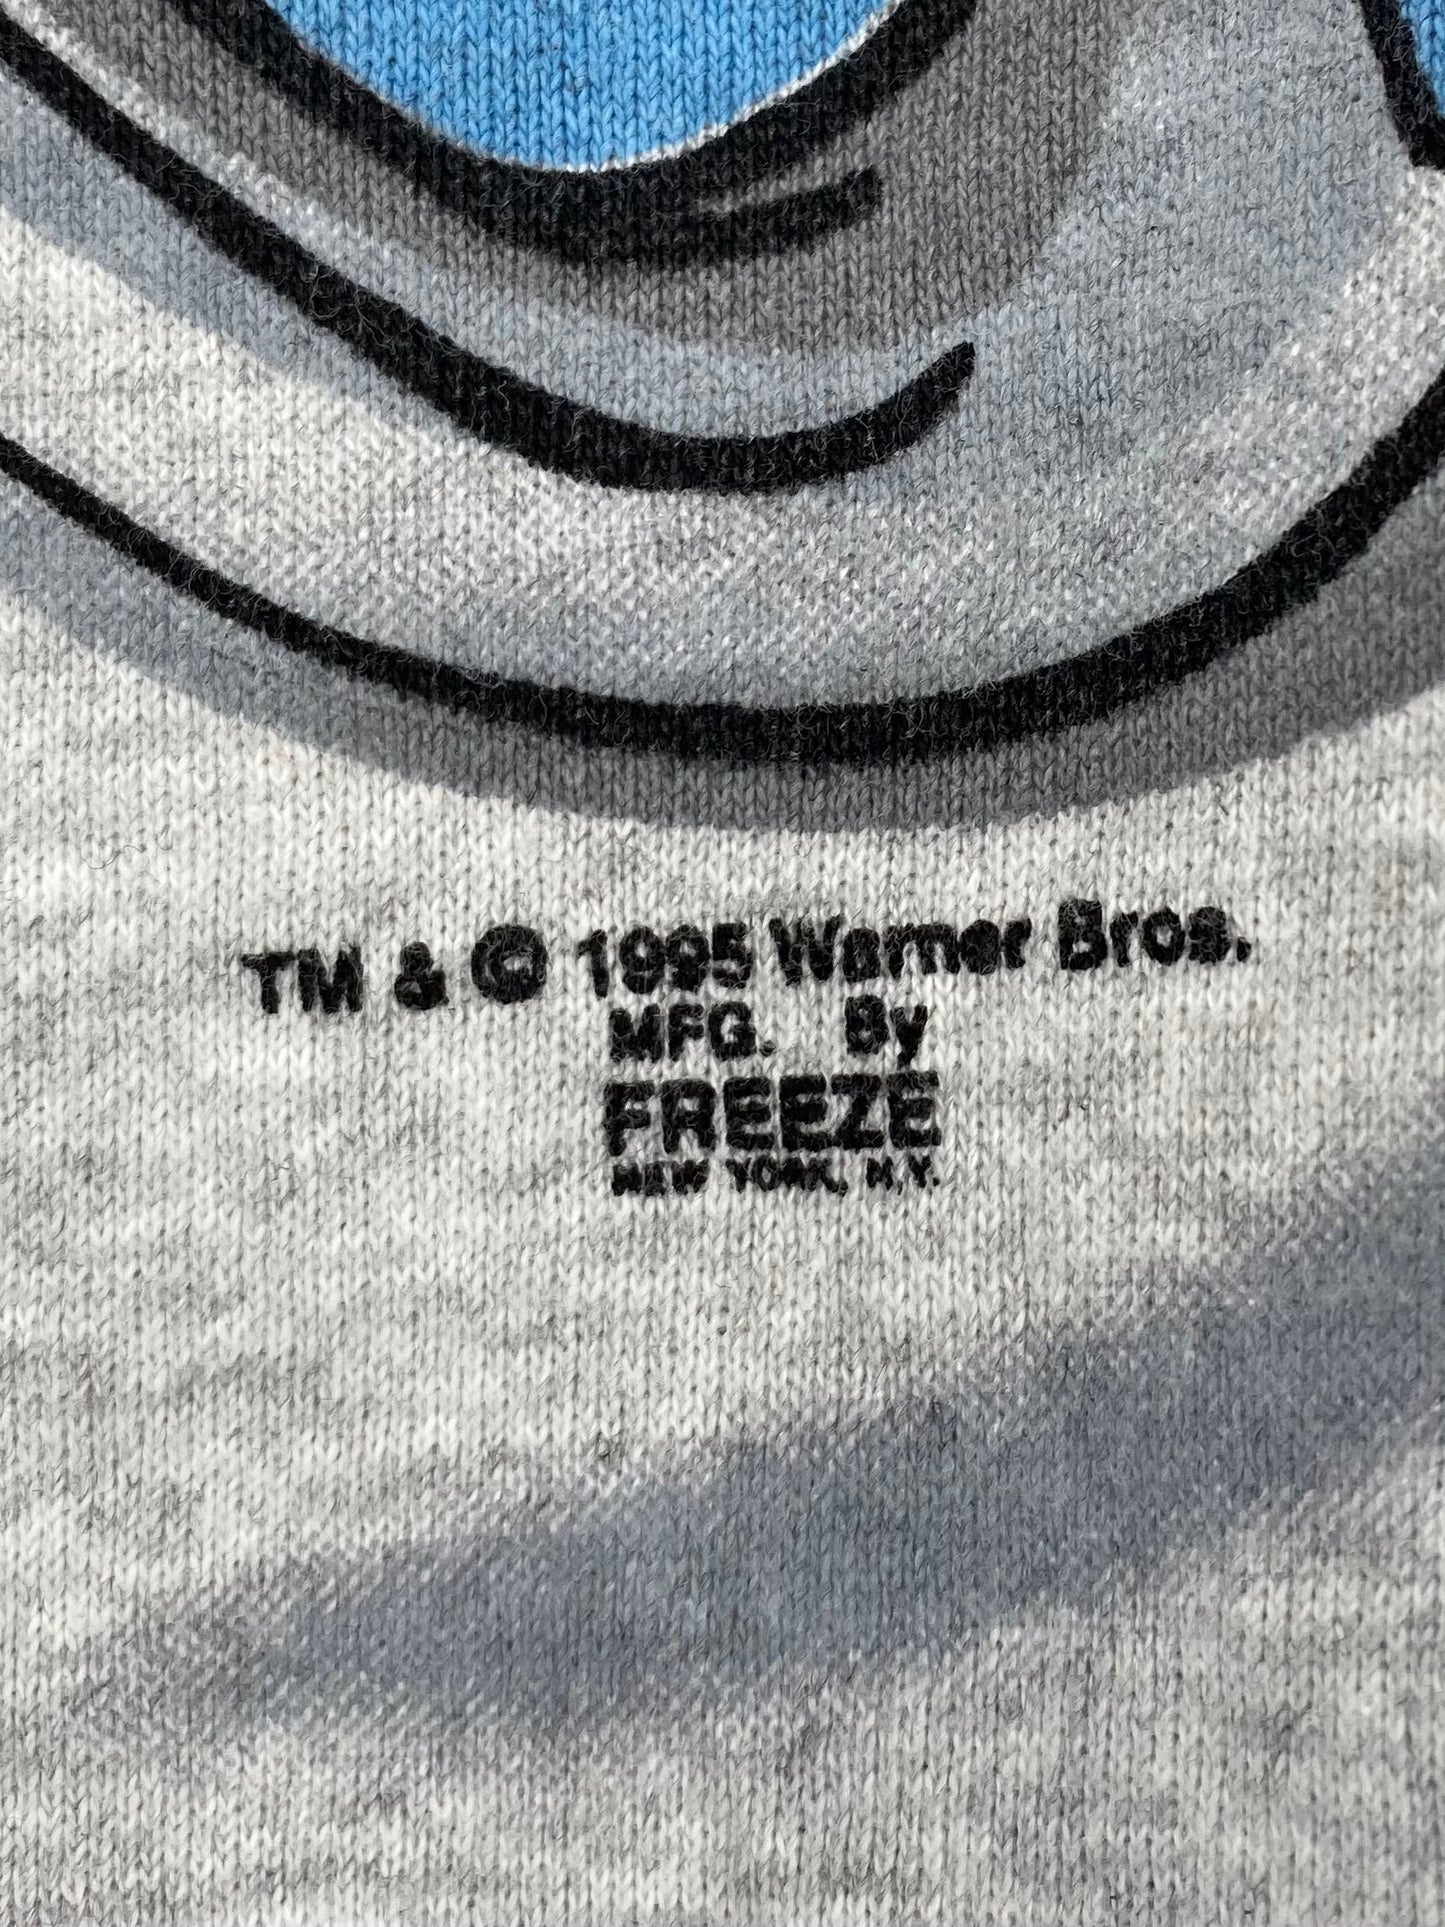 TM & © 1995 Warner Bros.
MFG. By
FREEZE
NEW YORK, N.Y.